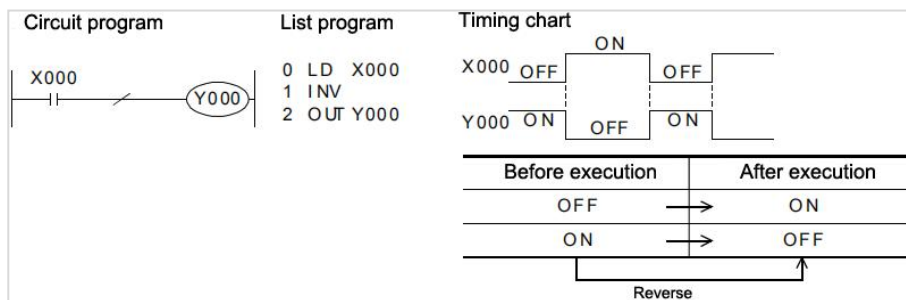 Circuit program
X000
Y000
List program
0 LD X000
1 INV
2 OUT Y000
Timing chart
ON
X000 OFF OFF
Y000 ON OFF ON
Before execution After execution
OFF ON
ON OFF
Reverse